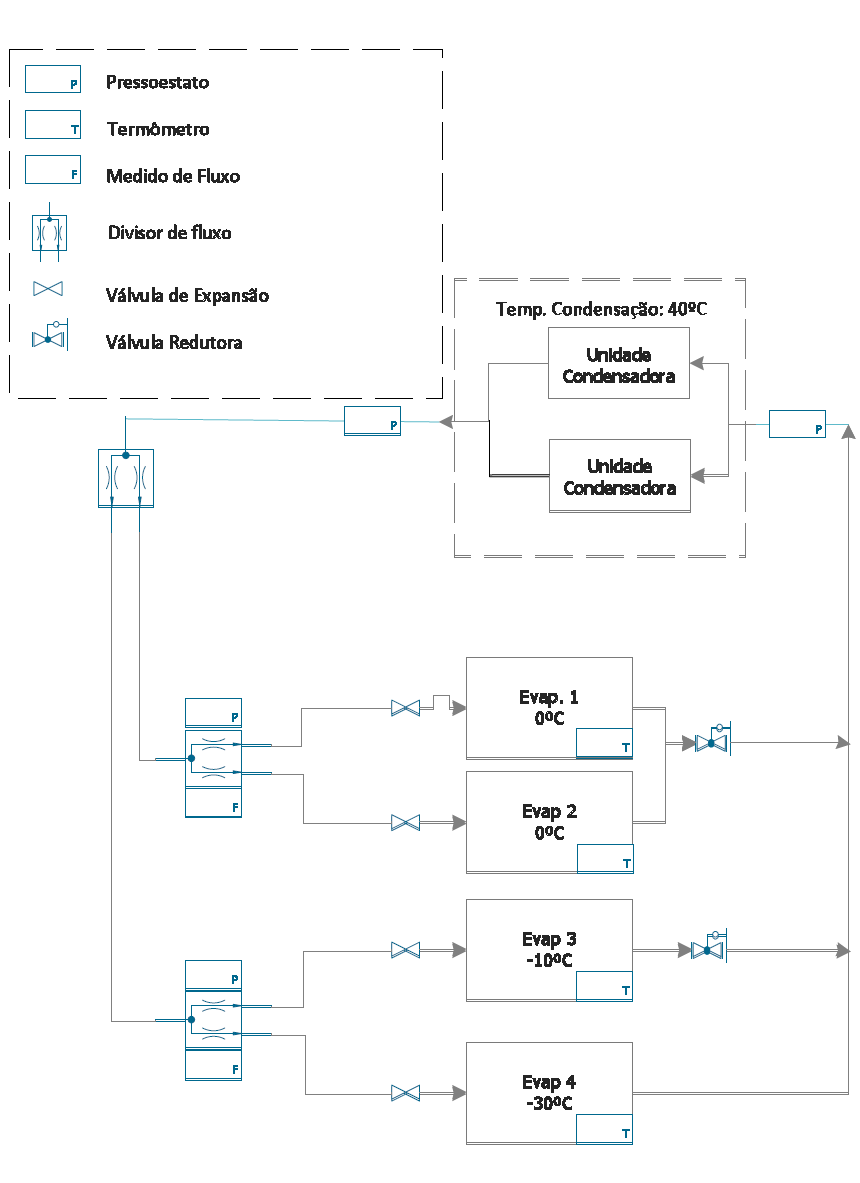 P
Pressoestato
T
Termômetro
F
Medido de Fluxo
Divisor de fluxo
Válvula de Expansão
Válvula Redutora
Temp. Condensação: 40ºC
Unidade
Condensadora
P
P
Unidade
Condensadora
Evap. 1
0ºC
T
P
F
Evap 2
0ºC
T
Evap 3
-10ºC
T
P
F
Evap 4
-30ºC
T